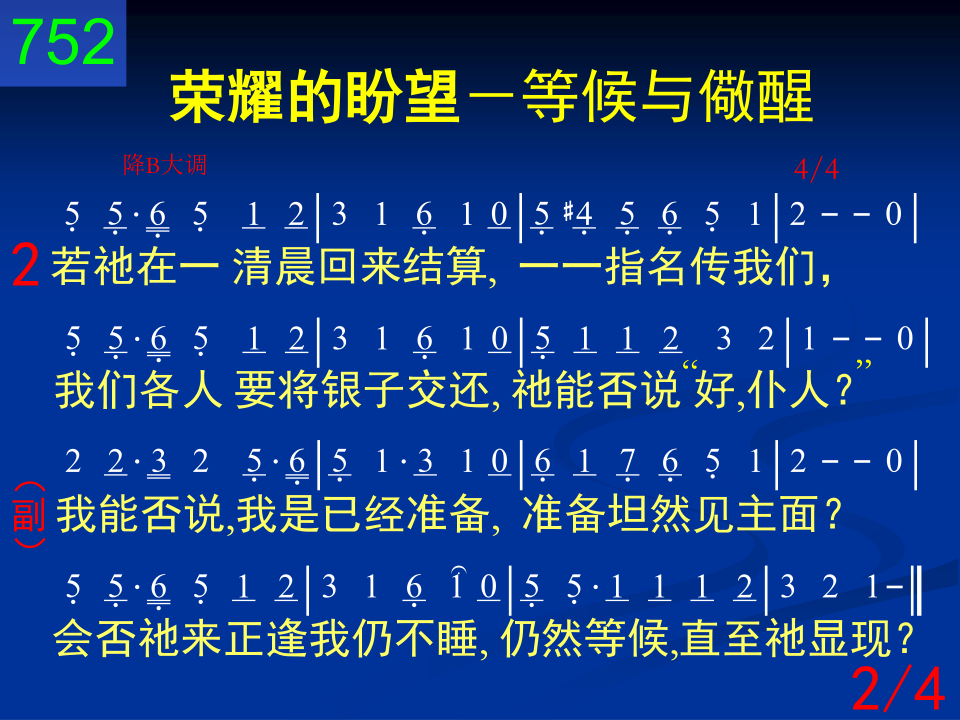 752
荣耀的盼望－等候与儆醒
降B大调 4/4
5 5·6 5 1 2|3 1 6 1 0|5 #4 5 6 5 1|2 - - 0|
2 若祂在一 清晨回来结算, 一一指名传我们,
5 5·6 5 1 2|3 1 6 1 0|5 1 1 2 3 2|1 - - 0|
我们各人 要将银子交还, 祂能否说“好,仆人?”
2 2·3 2 5·6|5 1·3 1 0|6 1 7 6 5 1|2 - - 0|
(副) 我能否说,我是已经准备, 准备坦然见主面?
5 5·6 5 1 2|3 1 6 1 0|5 5·1 1 1 2|3 2 1-‖
会否祂来正逢我仍不睡, 仍然等候,直至祂显现?
2/4